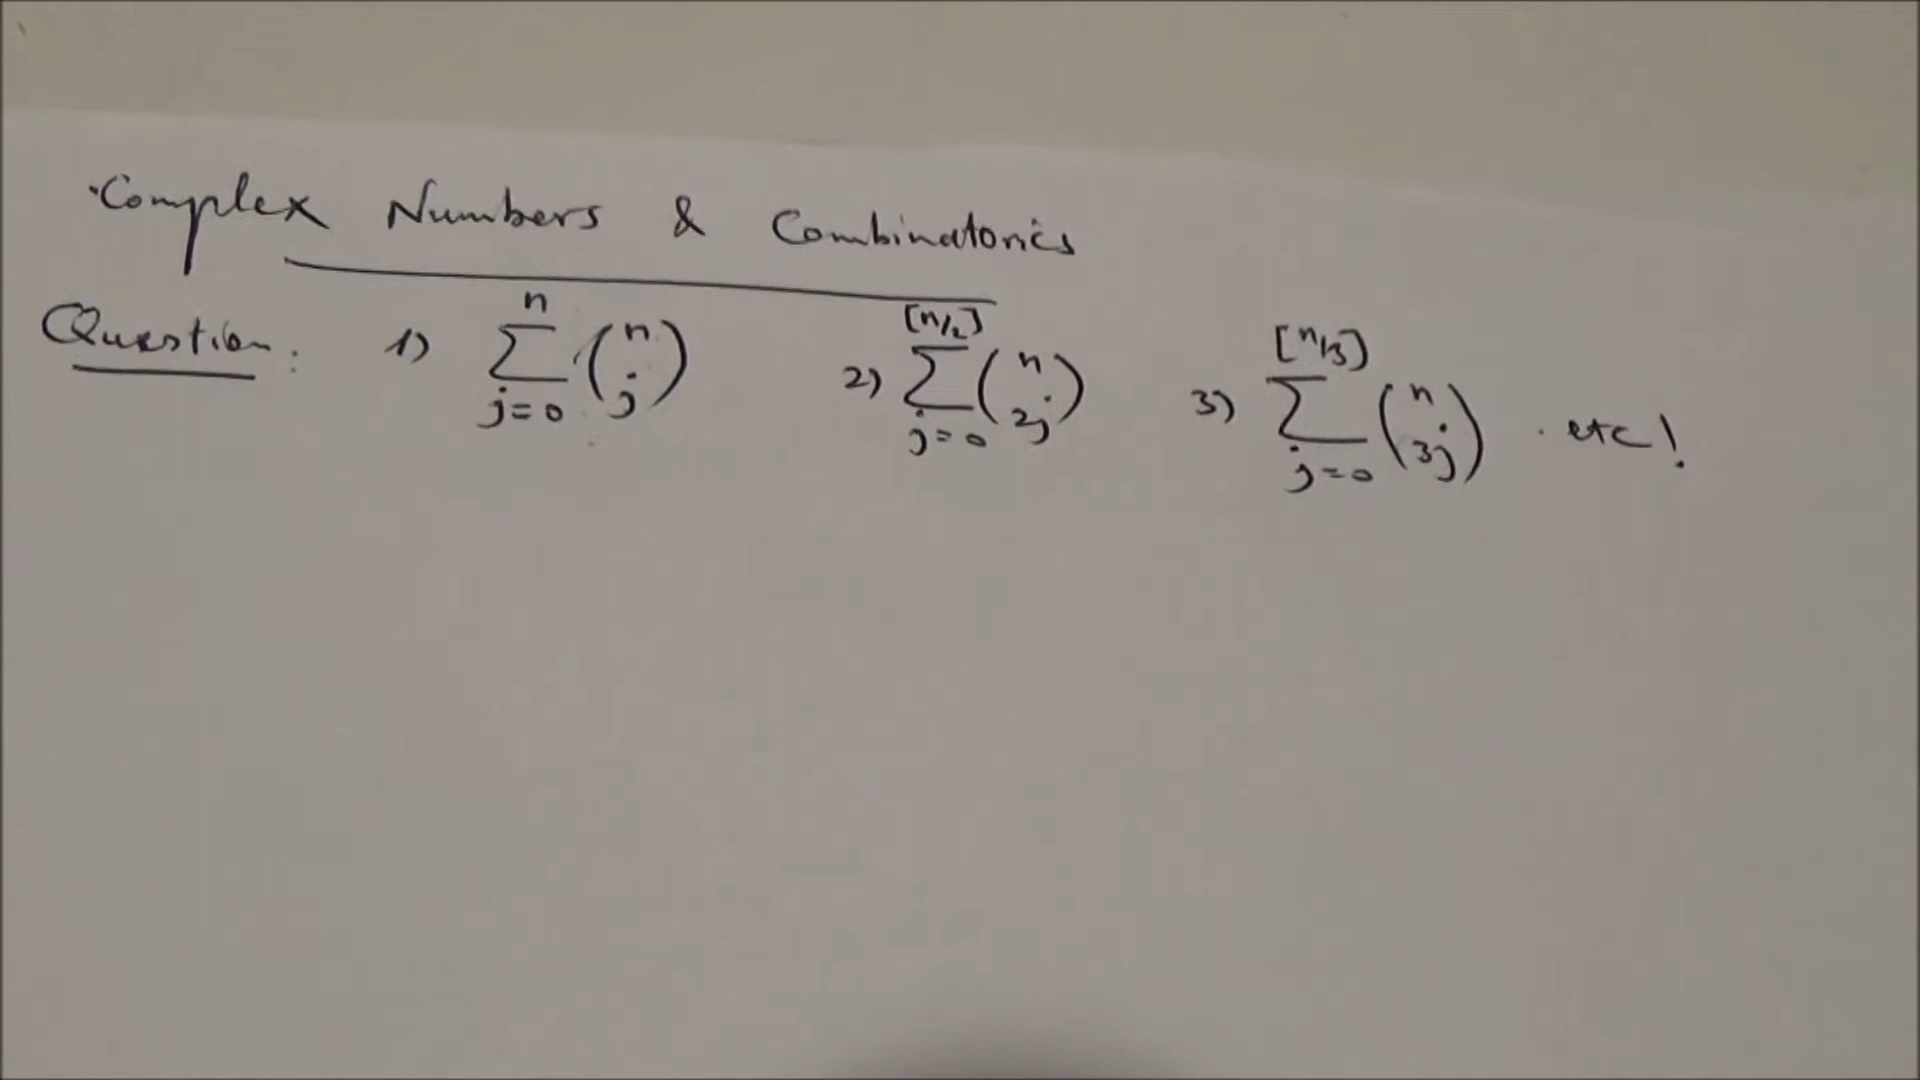 Complex Numbers & Combinatorics
Question: 1) \sum_{j=0}^{n} \binom{n}{j} 2) \sum_{j=0}^{[n/2]} \binom{n}{2j} 3) \sum_{j=0}^{[n/3]} \binom{n}{3j} . etc!